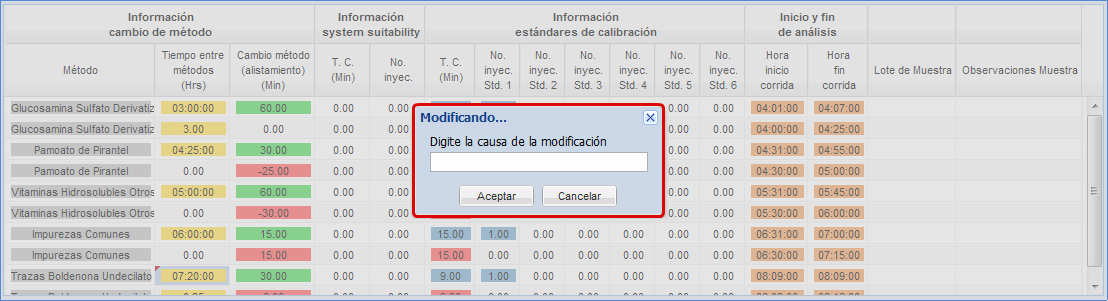 Información cambio de método Información system suitability Información estándares de calibración Inicio y fin de análisis
Método Tiempo entre métodos (Hrs) Cambio método (alistamiento) (Min) T. C. (Min) No. inyec. T. C. (Min) No. inyec. Std. 1 No. inyec. Std. 2 No. inyec. Std. 3 No. inyec. Std. 4 No. inyec. Std. 5 No. inyec. Std. 6 Hora inicio corrida Hora fin corrida Lote de Muestra Observaciones Muestra
Glucosamina Sulfato Derivatiz 03:00:00 60.00 0.00 0.00 0.00 0.00 04:01:00 04:07:00
Glucosamina Sulfato Derivatiz 3.00 0.00 0.00 0.00 0.00 0.00 04:00:00 04:25:00
Pamoato de Pirantel 04:25:00 30.00 0.00 0.00 0.00 0.00 04:31:00 04:55:00
Pamoato de Pirantel 0.00 -25.00 0.00 0.00 0.00 0.00 04:30:00 05:00:00
Vitaminas Hidrosolubles Otros 05:00:00 60.00 0.00 0.00 0.00 0.00 05:31:00 05:45:00
Vitaminas Hidrosolubles Otros 0.00 -30.00 0.00 0.00 0.00 0.00 05:30:00 06:00:00
Modificando...
Digite la causa de la modificación
Aceptar Cancelar
Impurezas Comunes 06:00:00 15.00 0.00 0.00 15.00 1.00 0.00 0.00 0.00 0.00 0.00 06:31:00 07:00:00
Impurezas Comunes 0.00 15.00 0.00 0.00 15.00 0.00 0.00 0.00 0.00 0.00 0.00 06:30:00 07:15:00
Trazas Boldenona Undecilato 07:20:00 30.00 0.00 0.00 9.00 1.00 0.00 0.00 0.00 0.00 0.00 08:09:00 08:09:00